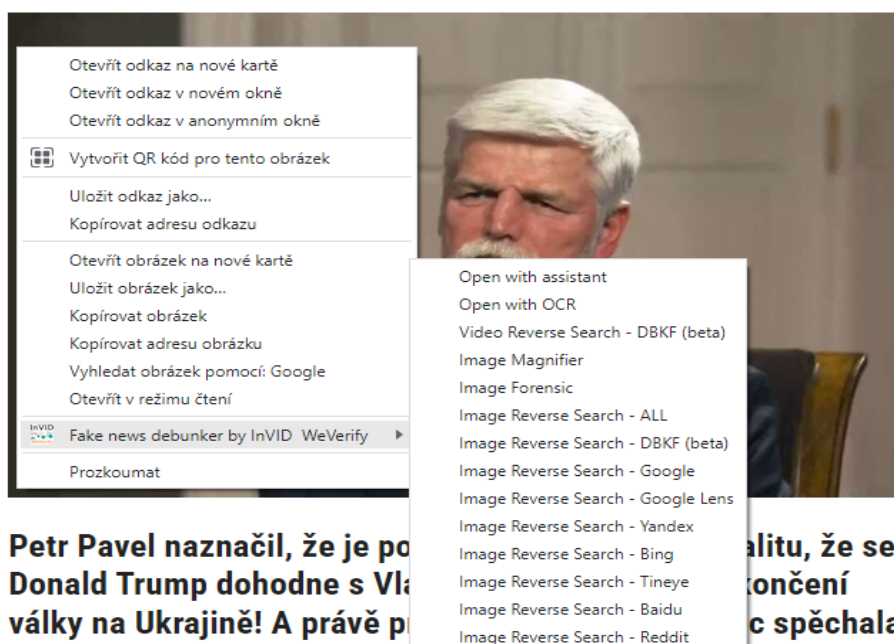 Otevřít odkaz na nové kartě
Otevřít odkaz v novém okně
Otevřít odkaz v anonymním okně
Vytvořit QR kód pro tento obrázek
Uložit odkaz jako...
Kopírovat adresu odkazu
Otevřít obrázek na nové kartě
Uložit obrázek jako...
Kopírovat obrázek
Kopírovat adresu obrázku
Vyhledat obrázek pomocí: Google
Otevřít v režimu čtení
InVID
Fake news debunker by InVID WeVerify
Prozkoumat
Open with assistant
Open with OCR
Video Reverse Search - DBKF (beta)
Image Magnifier
Image Forensic
Image Reverse Search - ALL
Image Reverse Search - DBKF (beta)
Image Reverse Search - Google
Image Reverse Search - Google Lens
Image Reverse Search - Yandex
Image Reverse Search - Bing
Image Reverse Search - Tineye
Image Reverse Search - Baidu
Image Reverse Search - Reddit
Petr Pavel naznačil, že je po alitu, že se
Donald Trump dohodne s Vla končení
války na Ukrajině! A právě p c spěchala